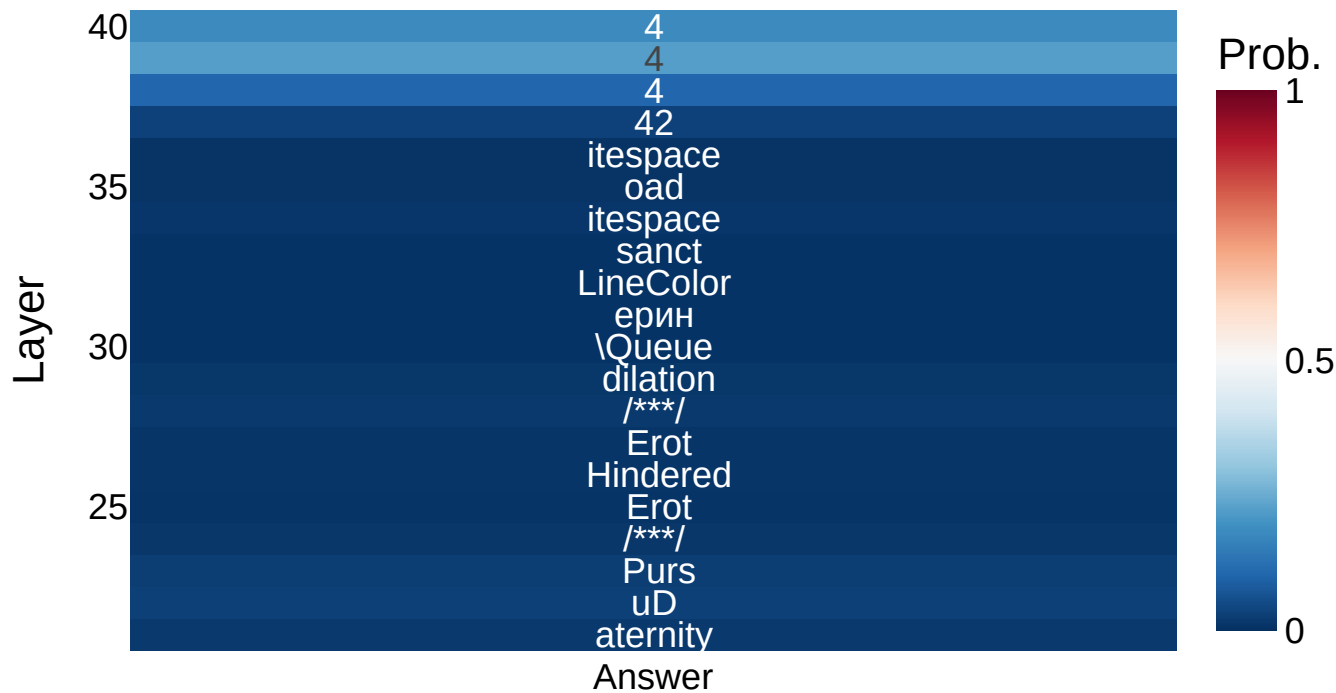 40
4
Prob.
4
1
4
42
itespace
35
oad
itespace
sanct
LineColor
ерин
Layer
30
\Queue
0.5
dilation
/***/
Erot
Hindered
25
Erot
/***/
Purs
uD
0
aternity
Answer